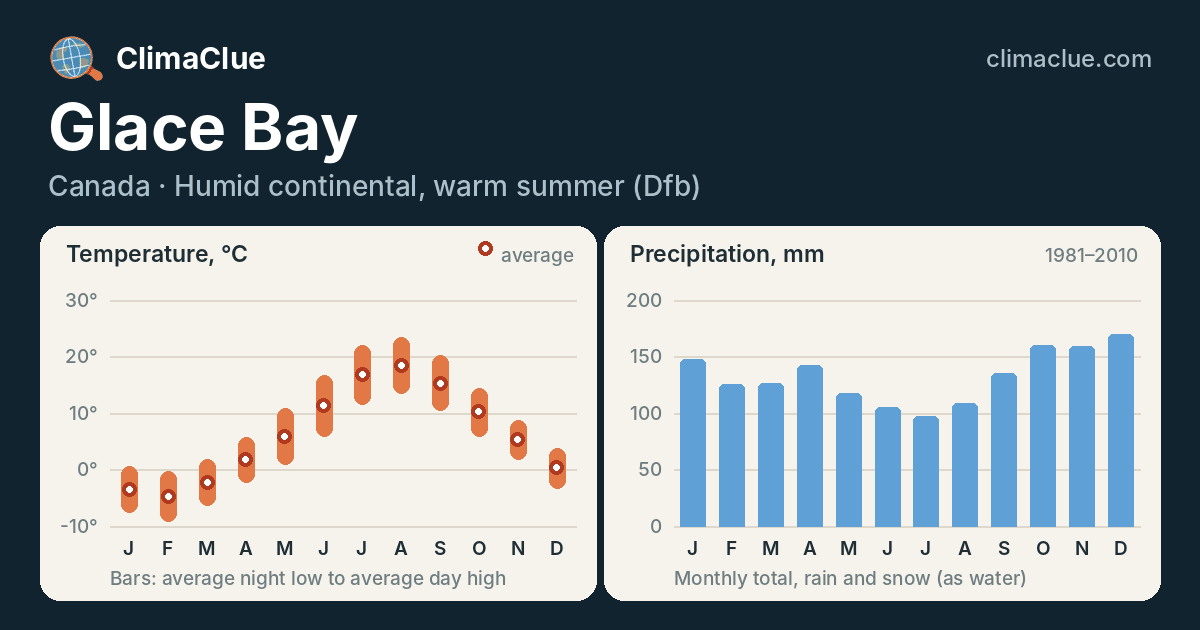 ClimaClue
climaclue.com
Glace Bay
Canada · Humid continental, warm summer (Dfb)
Temperature, °C
average
30°
20°
10°
0°
-10°
J F M A M J J A S O N D
Bars: average night low to average day high
Precipitation, mm
1981–2010
200
150
100
50
0
J F M A M J J A S O N D
Monthly total, rain and snow (as water)